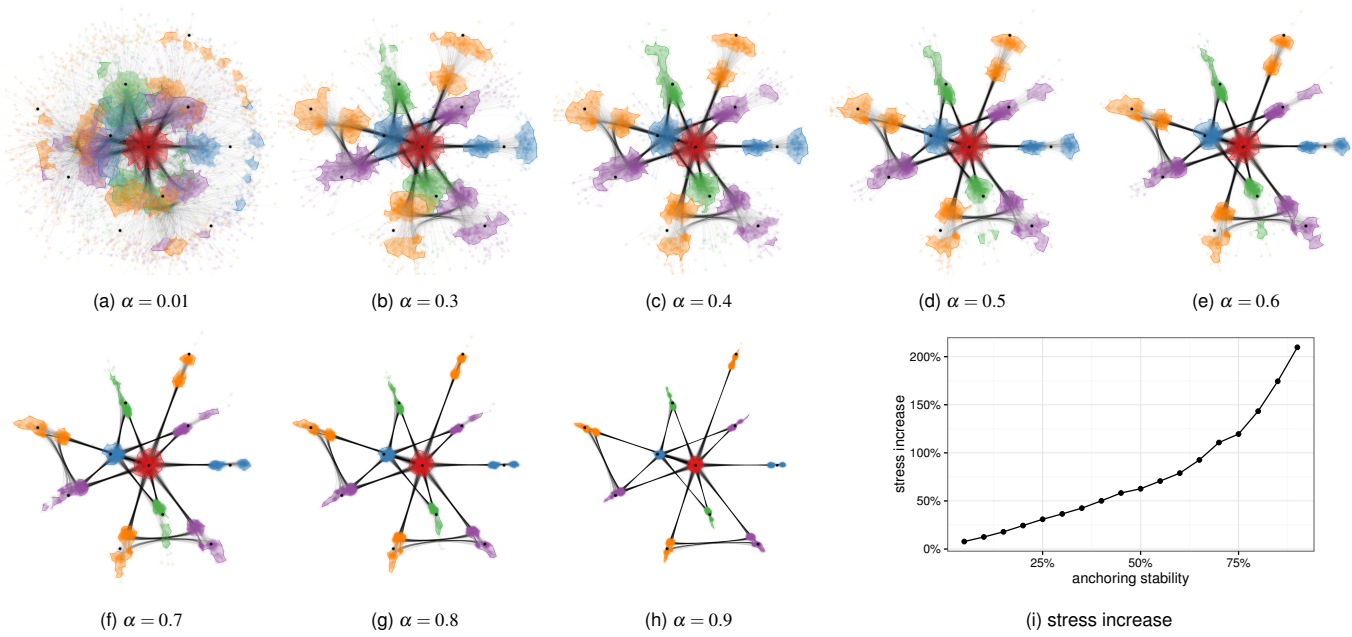 (a) α = 0.01
(b) α = 0.3
(c) α = 0.4
(d) α = 0.5
(e) α = 0.6
200%
150%
100%
50%
0%
stress increase
25%
50%
75%
anchoring stability
(f) α = 0.7
(g) α = 0.8
(h) α = 0.9
(i) stress increase